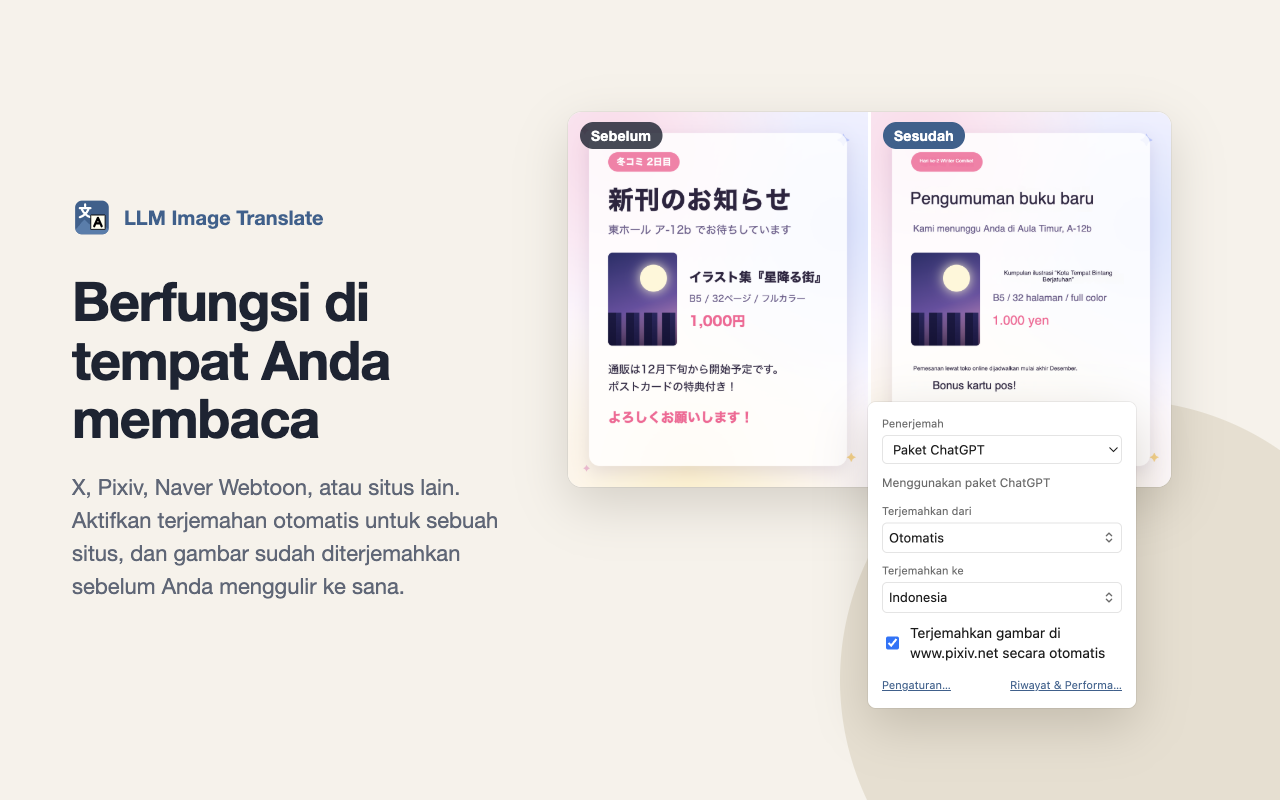 LLM Image Translate
Berfungsi di
tempat Anda
membaca
X, Pixiv, Naver Webtoon, atau situs lain.
Aktifkan terjemahan otomatis untuk sebuah
situs, dan gambar sudah diterjemahkan
sebelum Anda menggulir ke sana.
Sebelum
冬コミ 2日目
新刊のお知らせ
東ホール ア-12b でお待ちしています
イラスト集『星降る街』
B5 / 32ページ / フルカラー
1,000円
通販は12月下旬から開始予定です。
ポストカードの特典付き！
よろしくお願いします！
Sesudah
Hari ke-2 Winter Comiket
Pengumuman buku baru
Kami menunggu Anda di Aula Timur, A-12b
Kumpulan ilustrasi "Kota Tempat Bintang
Berjatuhan"
B5 / 32 halaman / full color
1.000 yen
Pemesanan lewat toko online dijadwalkan mulai akhir Desember.
Bonus kartu pos!
Penerjemah
Paket ChatGPT
Menggunakan paket ChatGPT
Terjemahkan dari
Otomatis
Terjemahkan ke
Indonesia
Terjemahkan gambar di
www.pixiv.net secara otomatis
Pengaturan...
Riwayat & Performa...